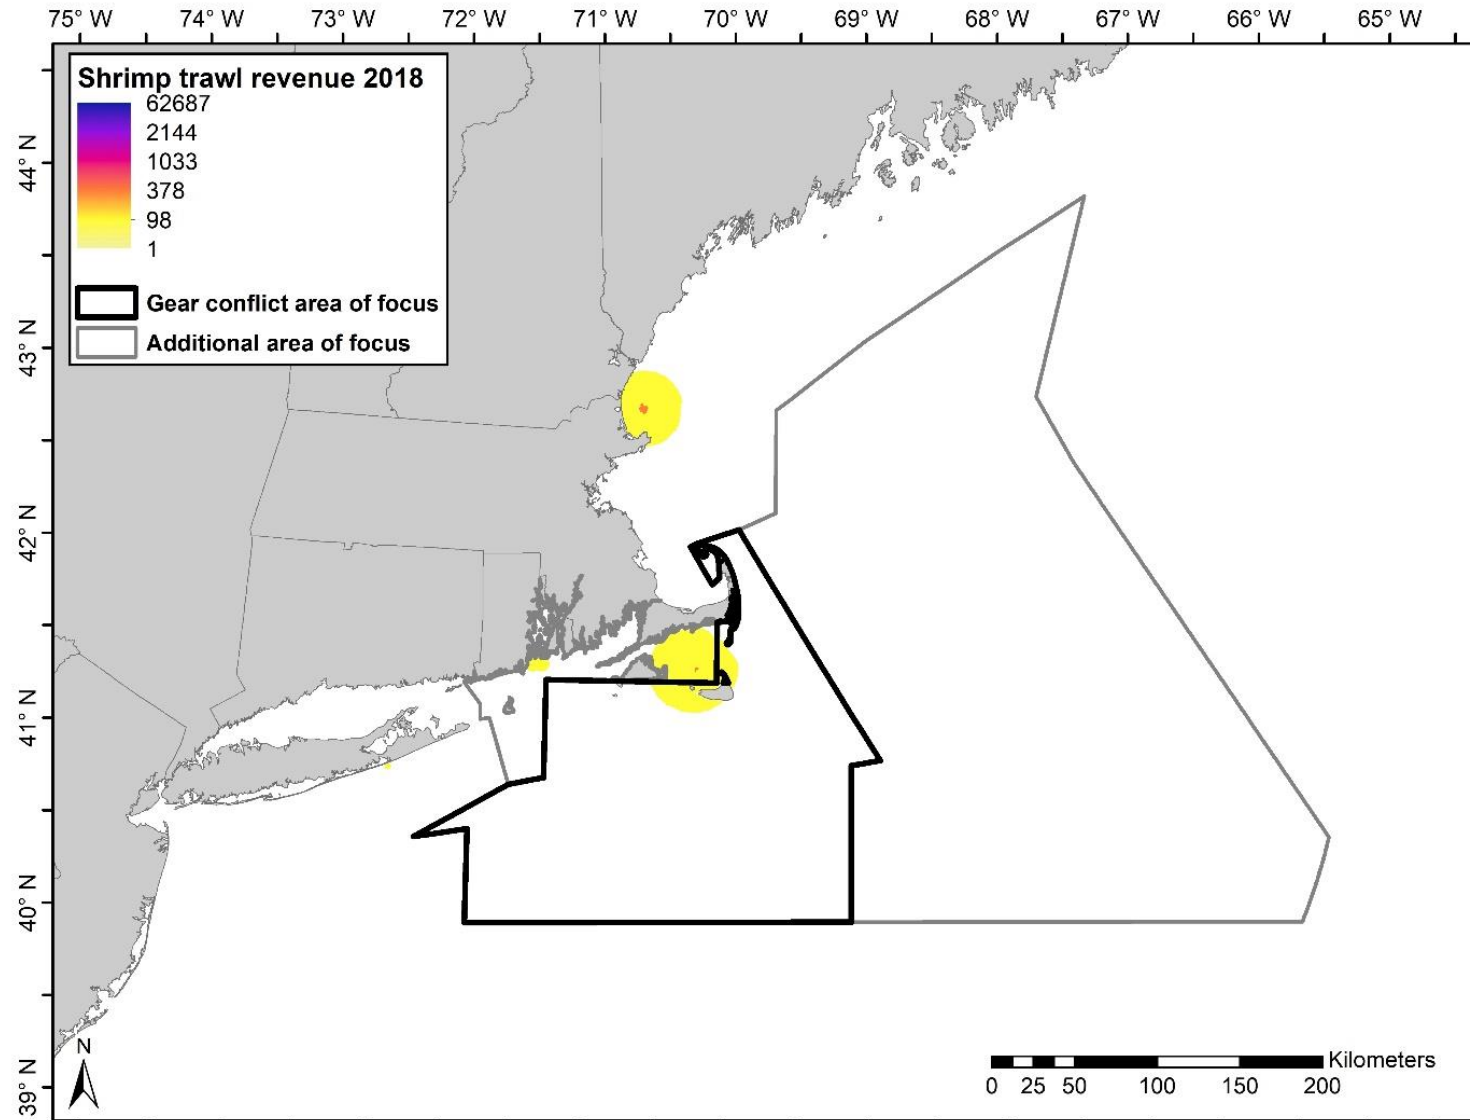 75° W 74° W 73° W 72° W 71° W 70° W 69° W 68° W 67° W 66° W 65° W
Shrimp trawl revenue 2018
62687
2144
1033
378
98
1
Gear conflict area of focus
Additional area of focus
44° N
43° N
42° N
41° N
40° N
39° N
N
Kilometers
0 25 50 100 150 200